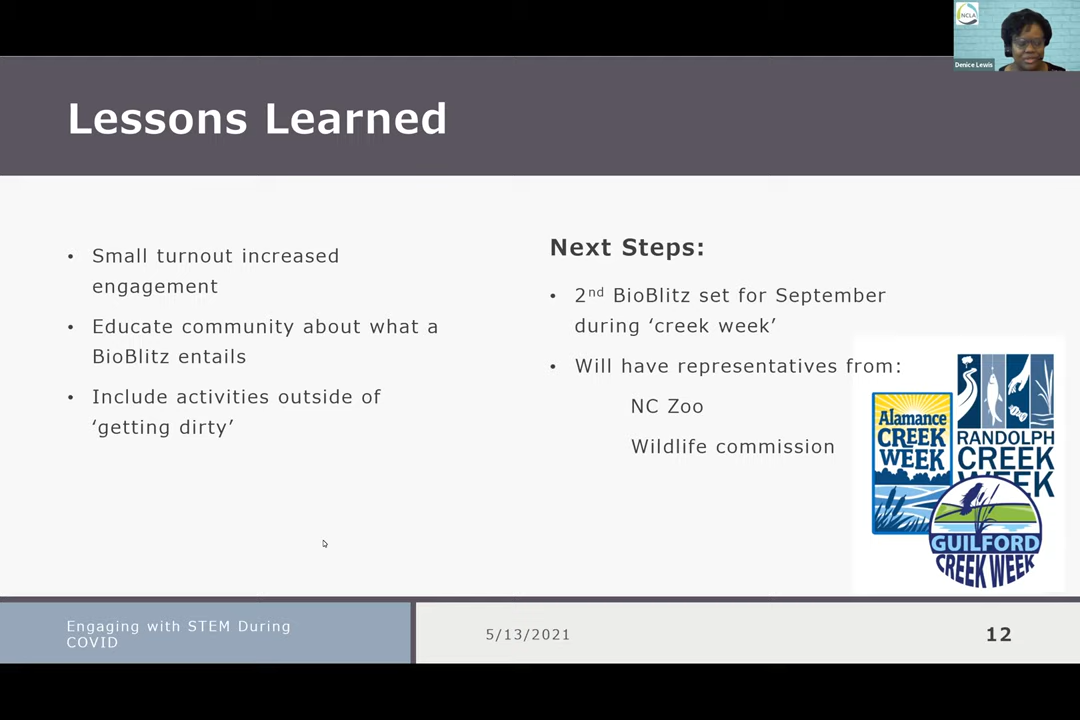 NCLA
Denice Lewis
Lessons Learned
• Small turnout increased
engagement
• Educate community about what a
BioBlitz entails
• Include activities outside of
‘getting dirty’
Next Steps:
• 2nd BioBlitz set for September
during ‘creek week’
• Will have representatives from:
NC Zoo
Wildlife commission
Alamance
CREEK
WEEK
RANDOLPH
CREEK
WEEK
GUILFORD
CREEK WEEK
Engaging with STEM During
COVID
5/13/2021
12